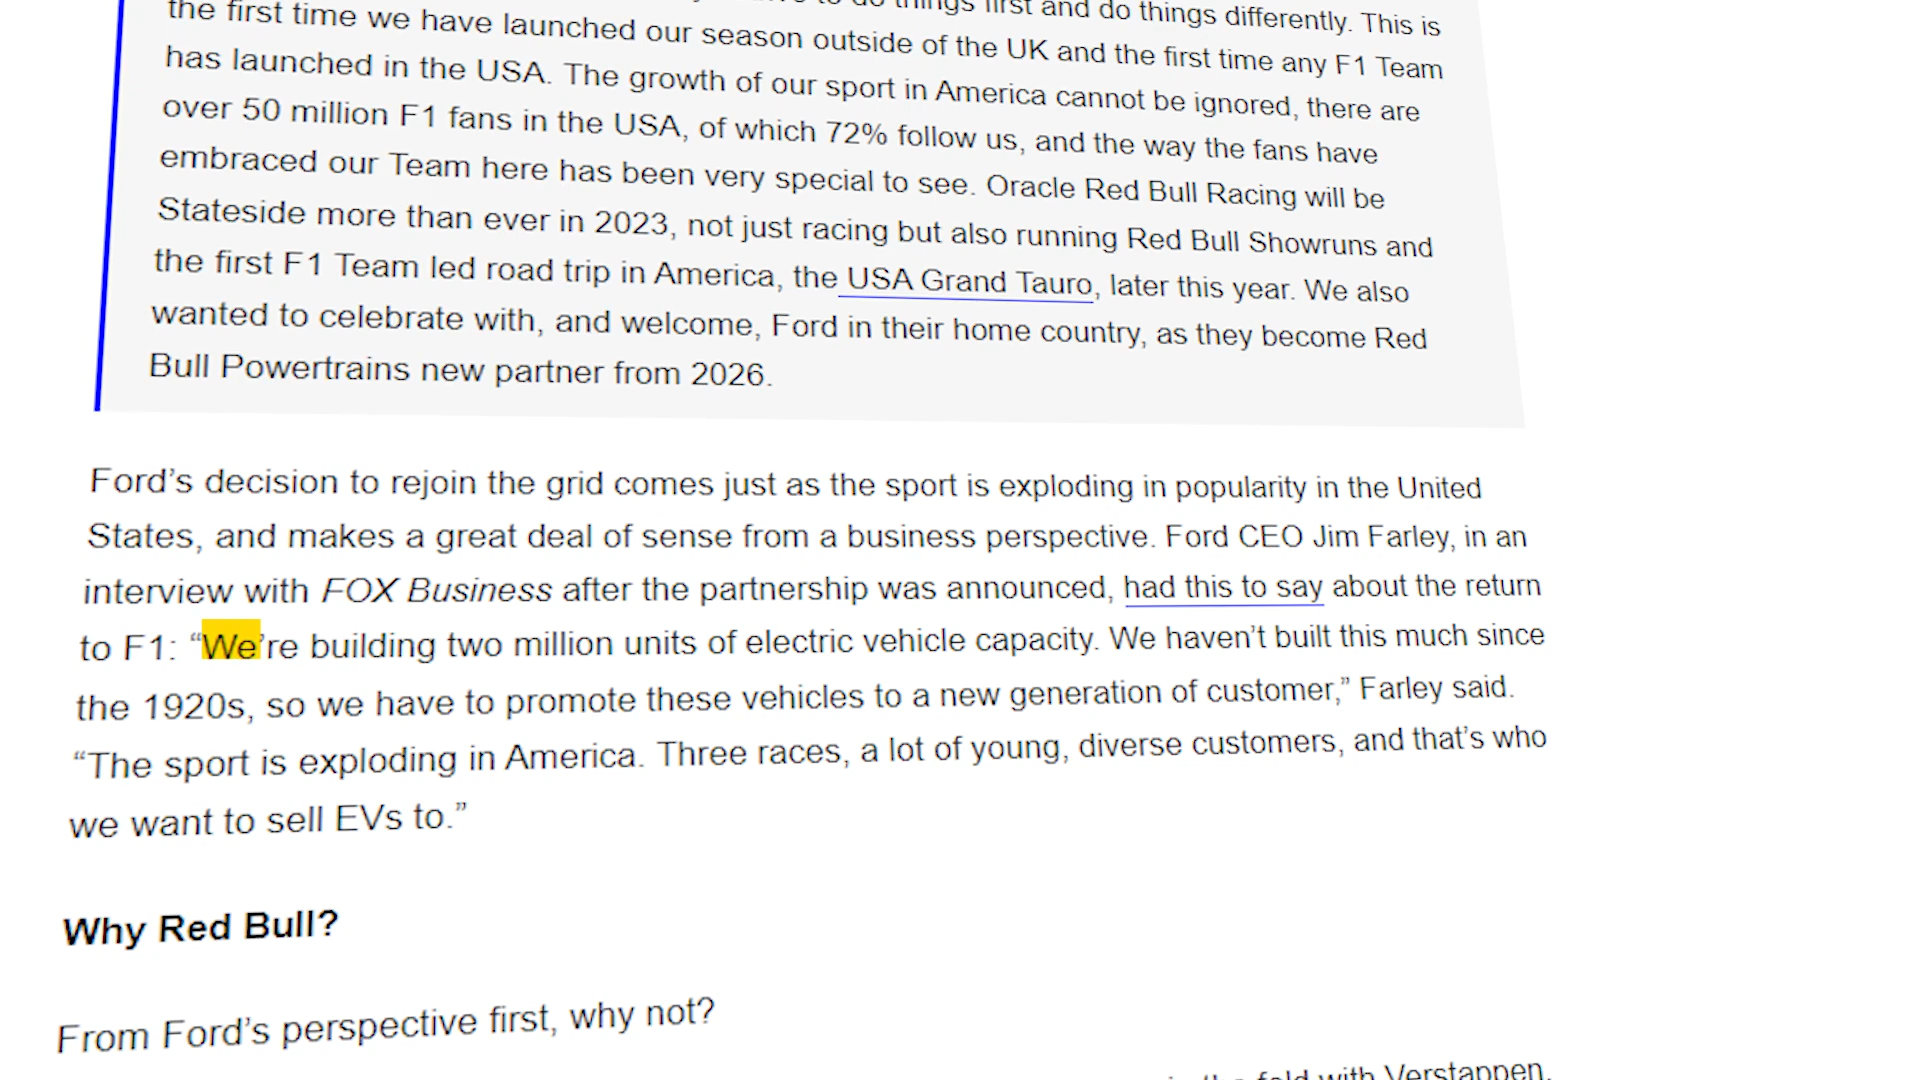 things first and do things differently. This is
the first time we have launched our season outside of the UK and the first time any F1 Team
has launched in the USA. The growth of our sport in America cannot be ignored, there are
over 50 million F1 fans in the USA, of which 72% follow us, and the way the fans have
embraced our Team here has been very special to see. Oracle Red Bull Racing will be
Stateside more than ever in 2023, not just racing but also running Red Bull Showruns and
the first F1 Team led road trip in America, the USA Grand Tauro, later this year. We also
wanted to celebrate with, and welcome, Ford in their home country, as they become Red
Bull Powertrains new partner from 2026.
Ford’s decision to rejoin the grid comes just as the sport is exploding in popularity in the United
States, and makes a great deal of sense from a business perspective. Ford CEO Jim Farley, in an
interview with FOX Business after the partnership was announced, had this to say about the return
to F1: “We’re building two million units of electric vehicle capacity. We haven’t built this much since
the 1920s, so we have to promote these vehicles to a new generation of customer,” Farley said.
“The sport is exploding in America. Three races, a lot of young, diverse customers, and that’s who
we want to sell EVs to.”
Why Red Bull?
From Ford’s perspective first, why not?
fold with Verstappen,